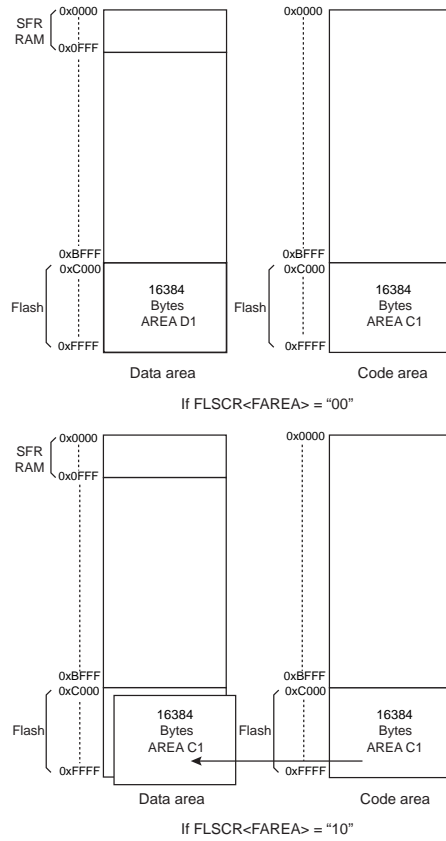 0x0000
SFR
RAM
0x0FFF
0xBFFF
0xC000
Flash
16384
Bytes
AREA D1
0xFFFF
Data area
0x0000
0xBFFF
0xC000
Flash
16384
Bytes
AREA C1
0xFFFF
Code area
If FLSCR<FAREA> = “00”
0x0000
SFR
RAM
0x0FFF
0xBFFF
0xC000
Flash
16384
Bytes
AREA C1
0xFFFF
Data area
0x0000
0xBFFF
0xC000
Flash
16384
Bytes
AREA C1
0xFFFF
Code area
If FLSCR<FAREA> = “10”